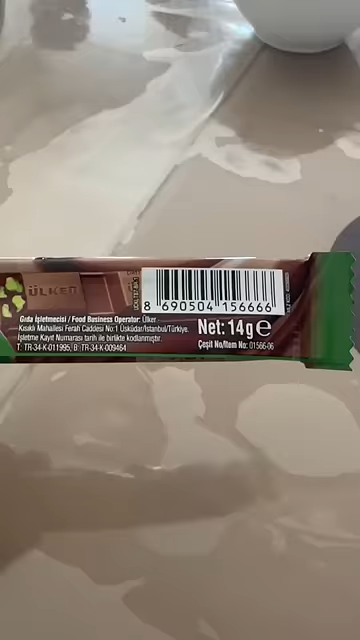 ÜLKER
8 690504 156666
Gıda İşletmecisi / Food Business Operator: Ülker
Kısıklı Mahallesi Ferah Caddesi No:1 Üsküdar/İstanbul/Türkiye.
İşletme Kayıt Numarası tarih ile birlikte kodlanmıştır.
T: TR-34-K-011995, B: TR-34-K-009464
Net: 14g e
Çeşit No/Item No: 01566-06